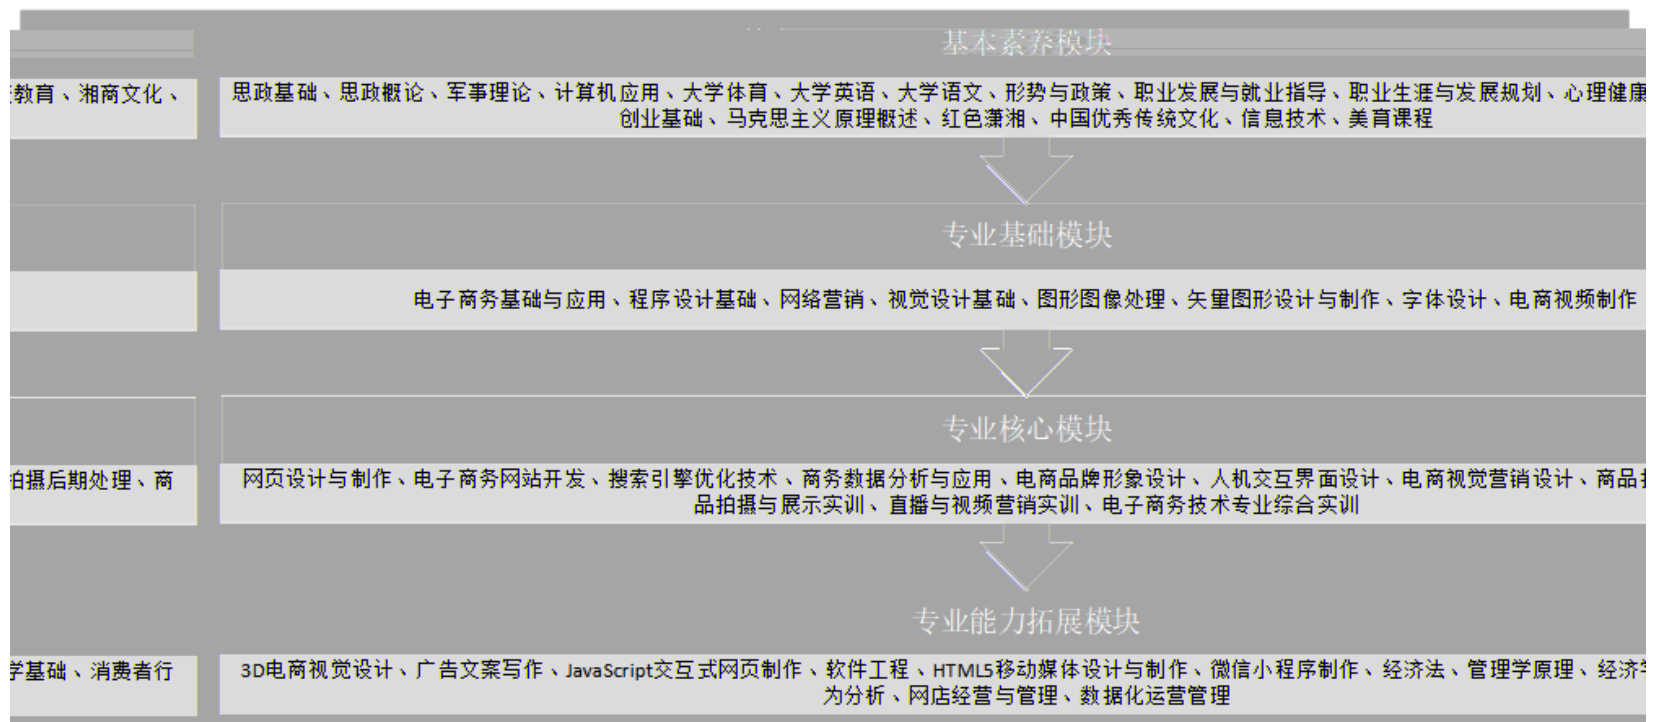 基本素养模块
教育、湘商文化、
思政基础、思政概论、军事理论、计算机应用、大学体育、大学英语、大学语文、形势与政策、职业发展与就业指导、职业生涯与发展规划、心理健康
创业基础、马克思主义原理概述、红色潇湘、中国优秀传统文化、信息技术、美育课程
专业基础模块
电子商务基础与应用、程序设计基础、网络营销、视觉设计基础、图形图像处理、矢量图形设计与制作、字体设计、电商视频制作
专业核心模块
拍摄后期处理、商
网页设计与制作、电子商务网站开发、搜索引擎优化技术、商务数据分析与应用、电商品牌形象设计、人机交互界面设计、电商视觉营销设计、商品
品拍摄与展示实训、直播与视频营销实训、电子商务技术专业综合实训
专业能力拓展模块
学基础、消费者行
3D电商视觉设计、广告文案写作、JavaScript交互式网页制作、软件工程、HTML5移动媒体设计与制作、微信小程序制作、经济法、管理学原理、经济
为分析、网店经营与管理、数据化运营管理